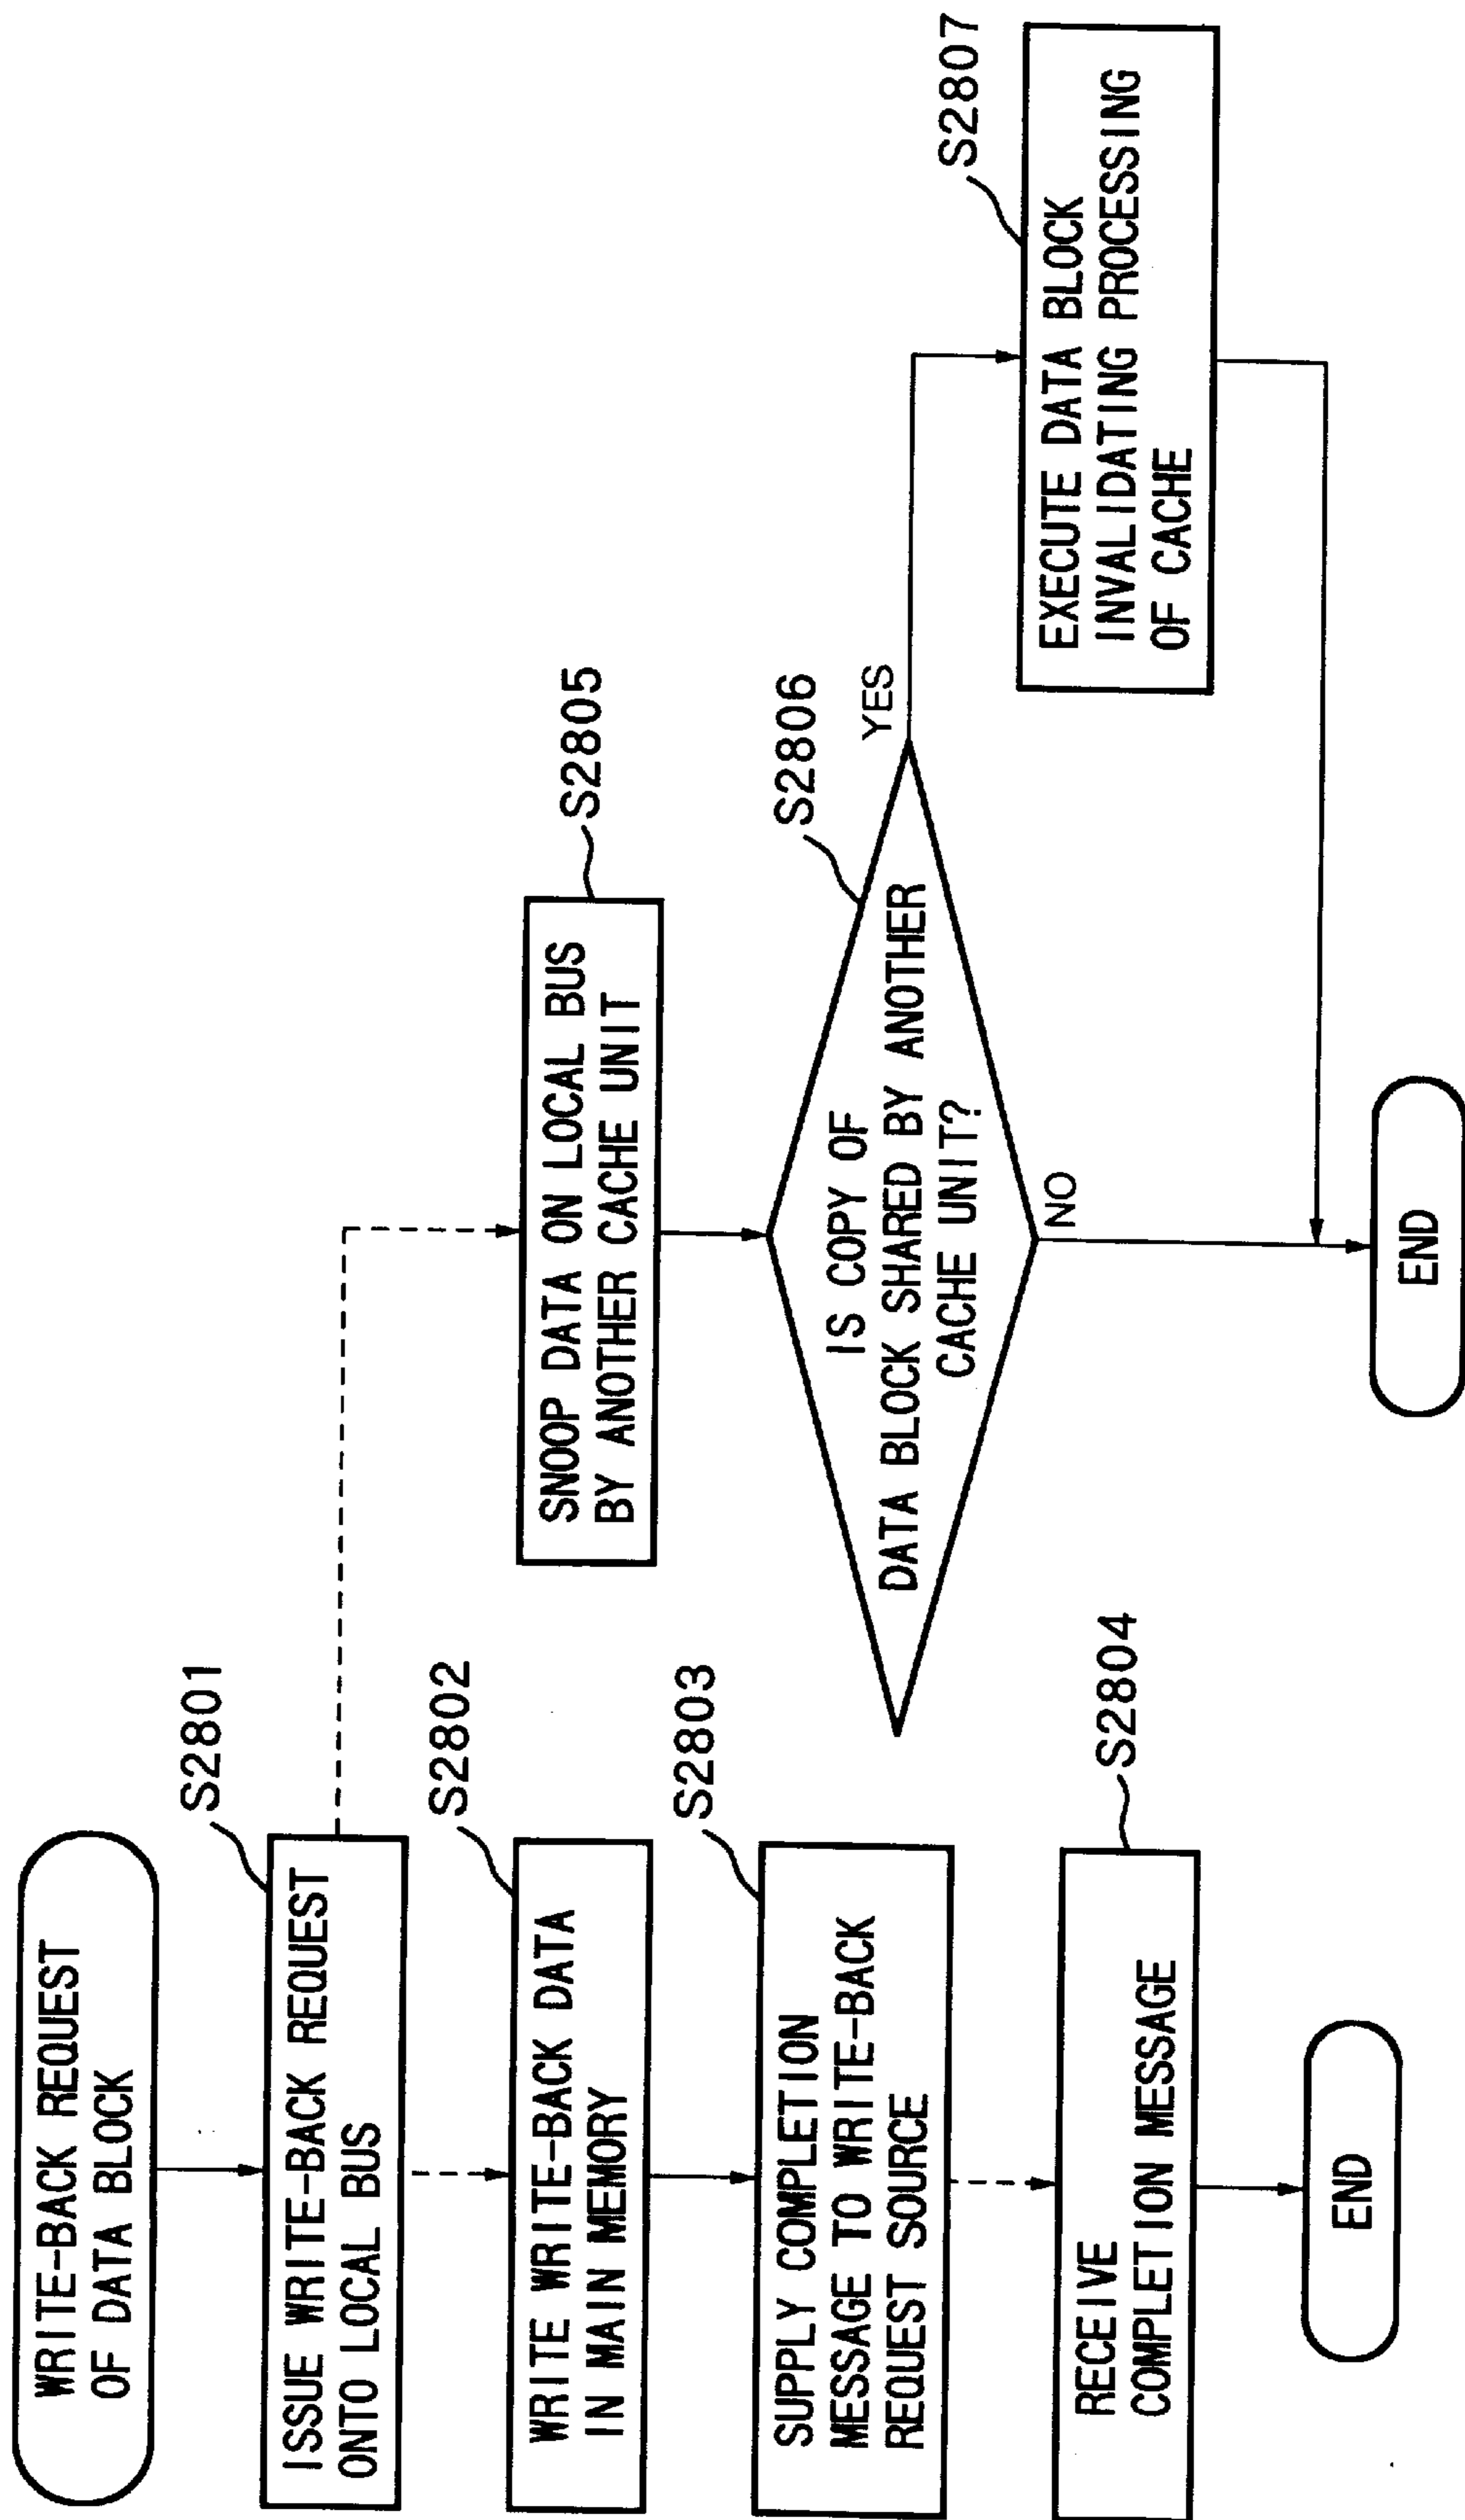 WRITE-BACK REQUEST
OF DATA BLOCK
S2801
ISSUE WRITE-BACK REQUEST
ONTO LOCAL BUS
S2802
WRITE WRITE-BACK DATA
IN MAIN MEMORY
S2803
SUPPLY COMPLETION
MESSAGE TO WRITE-BACK
REQUEST SOURCE
S2804
RECEIVE
COMPLETION MESSAGE
END
S2805
SNOOP DATA ON LOCAL BUS
BY ANOTHER CACHE UNIT
S2806
IS COPY OF
DATA BLOCK SHARED BY ANOTHER
CACHE UNIT?
YES
NO
S2807
EXECUTE DATA BLOCK
INVALIDATING PROCESSING
OF CACHE
END